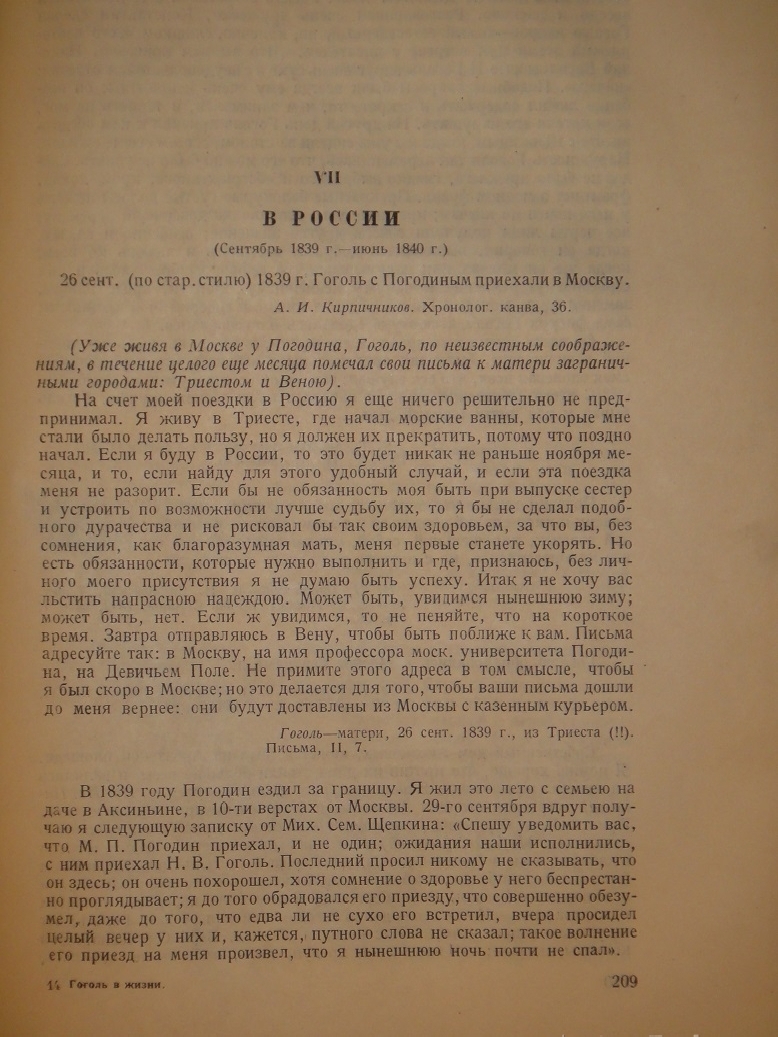 VII
В РОССИИ
(Сентябрь 1839 г.—июнь 1840 г.)
26 сент. (по стар. стилю) 1839 г. Гоголь с Погодиным приехали в Москву.
А. И. Кирпичников. Хронолог. канва, 36.
(Уже живя в Москве у Погодина, Гоголь, по неизвестным соображе-
ниям, в течение целого еще месяца помечал свои письма к матери загранич-
ными городами: Триестом и Веною).
На счет моей поездки в Россию я еще ничего решительно не пред-
принимал. Я живу в Триесте, где начал морские ванны, которые мне
стали было делать пользу, но я должен их прекратить, потому что поздно
начал. Если я буду в России, то это будет никак не раньше ноября ме-
сяца, и то, если найду для этого удобный случай, и если эта поездка
меня не разорит. Если бы не обязанность моя быть при выпуске сестер
и устроить по возможности лучше судьбу их, то я бы не сделал подоб-
ного дурачества и не рисковал бы так своим здоровьем, за что вы, без
сомнения, как благоразумная мать, меня первые станете укорять. Но
есть обязанности, которые нужно выполнить и где, признаюсь, без лич-
ного моего присутствия я не думаю быть успеху. Итак я не хочу вас
льстить напрасною надеждою. Может быть, увидимся нынешнюю зиму;
может быть, нет. Если ж увидимся, то не пеняйте, что на короткое
время. Завтра отправляюсь в Вену, чтобы быть поближе к вам. Письма
адресуйте так: в Москву, на имя профессора моск. университета Погоди-
на, на Девичьем Поле. Не примите этого адреса в том смысле, чтобы
я был скоро в Москве; но это делается для того, чтобы ваши письма дошли
до меня вернее: они будут доставлены из Москвы с казенным курьером.
Гоголь—матери, 26 сент. 1839 г., из Триеста (!!).
Письма, II, 7.
В 1839 году Погодин ездил за границу. Я жил это лето с семьею на
даче в Аксиньине, в 10-ти верстах от Москвы. 29-го сентября вдруг полу-
чаю я следующую записку от Мих. Сем. Щепкина: «Спешу уведомить вас,
что М. П. Погодин приехал, и не один; ожидания наши исполнились,
с ним приехал Н. В. Гоголь. Последний просил никому не сказывать, что
он здесь; он очень похорошел, хотя сомнение о здоровье у него беспрестан-
но проглядывает; я до того обрадовался его приезду, что совершенно обезу-
мел, даже до того, что едва ли не сухо его встретил, вчера просидел
целый вечер у них и, кажется, путного слова не сказал; такое волнение
его приезд на меня произвел, что я нынешнюю ночь почти не спал».
14 Гоголь в жизни.
209